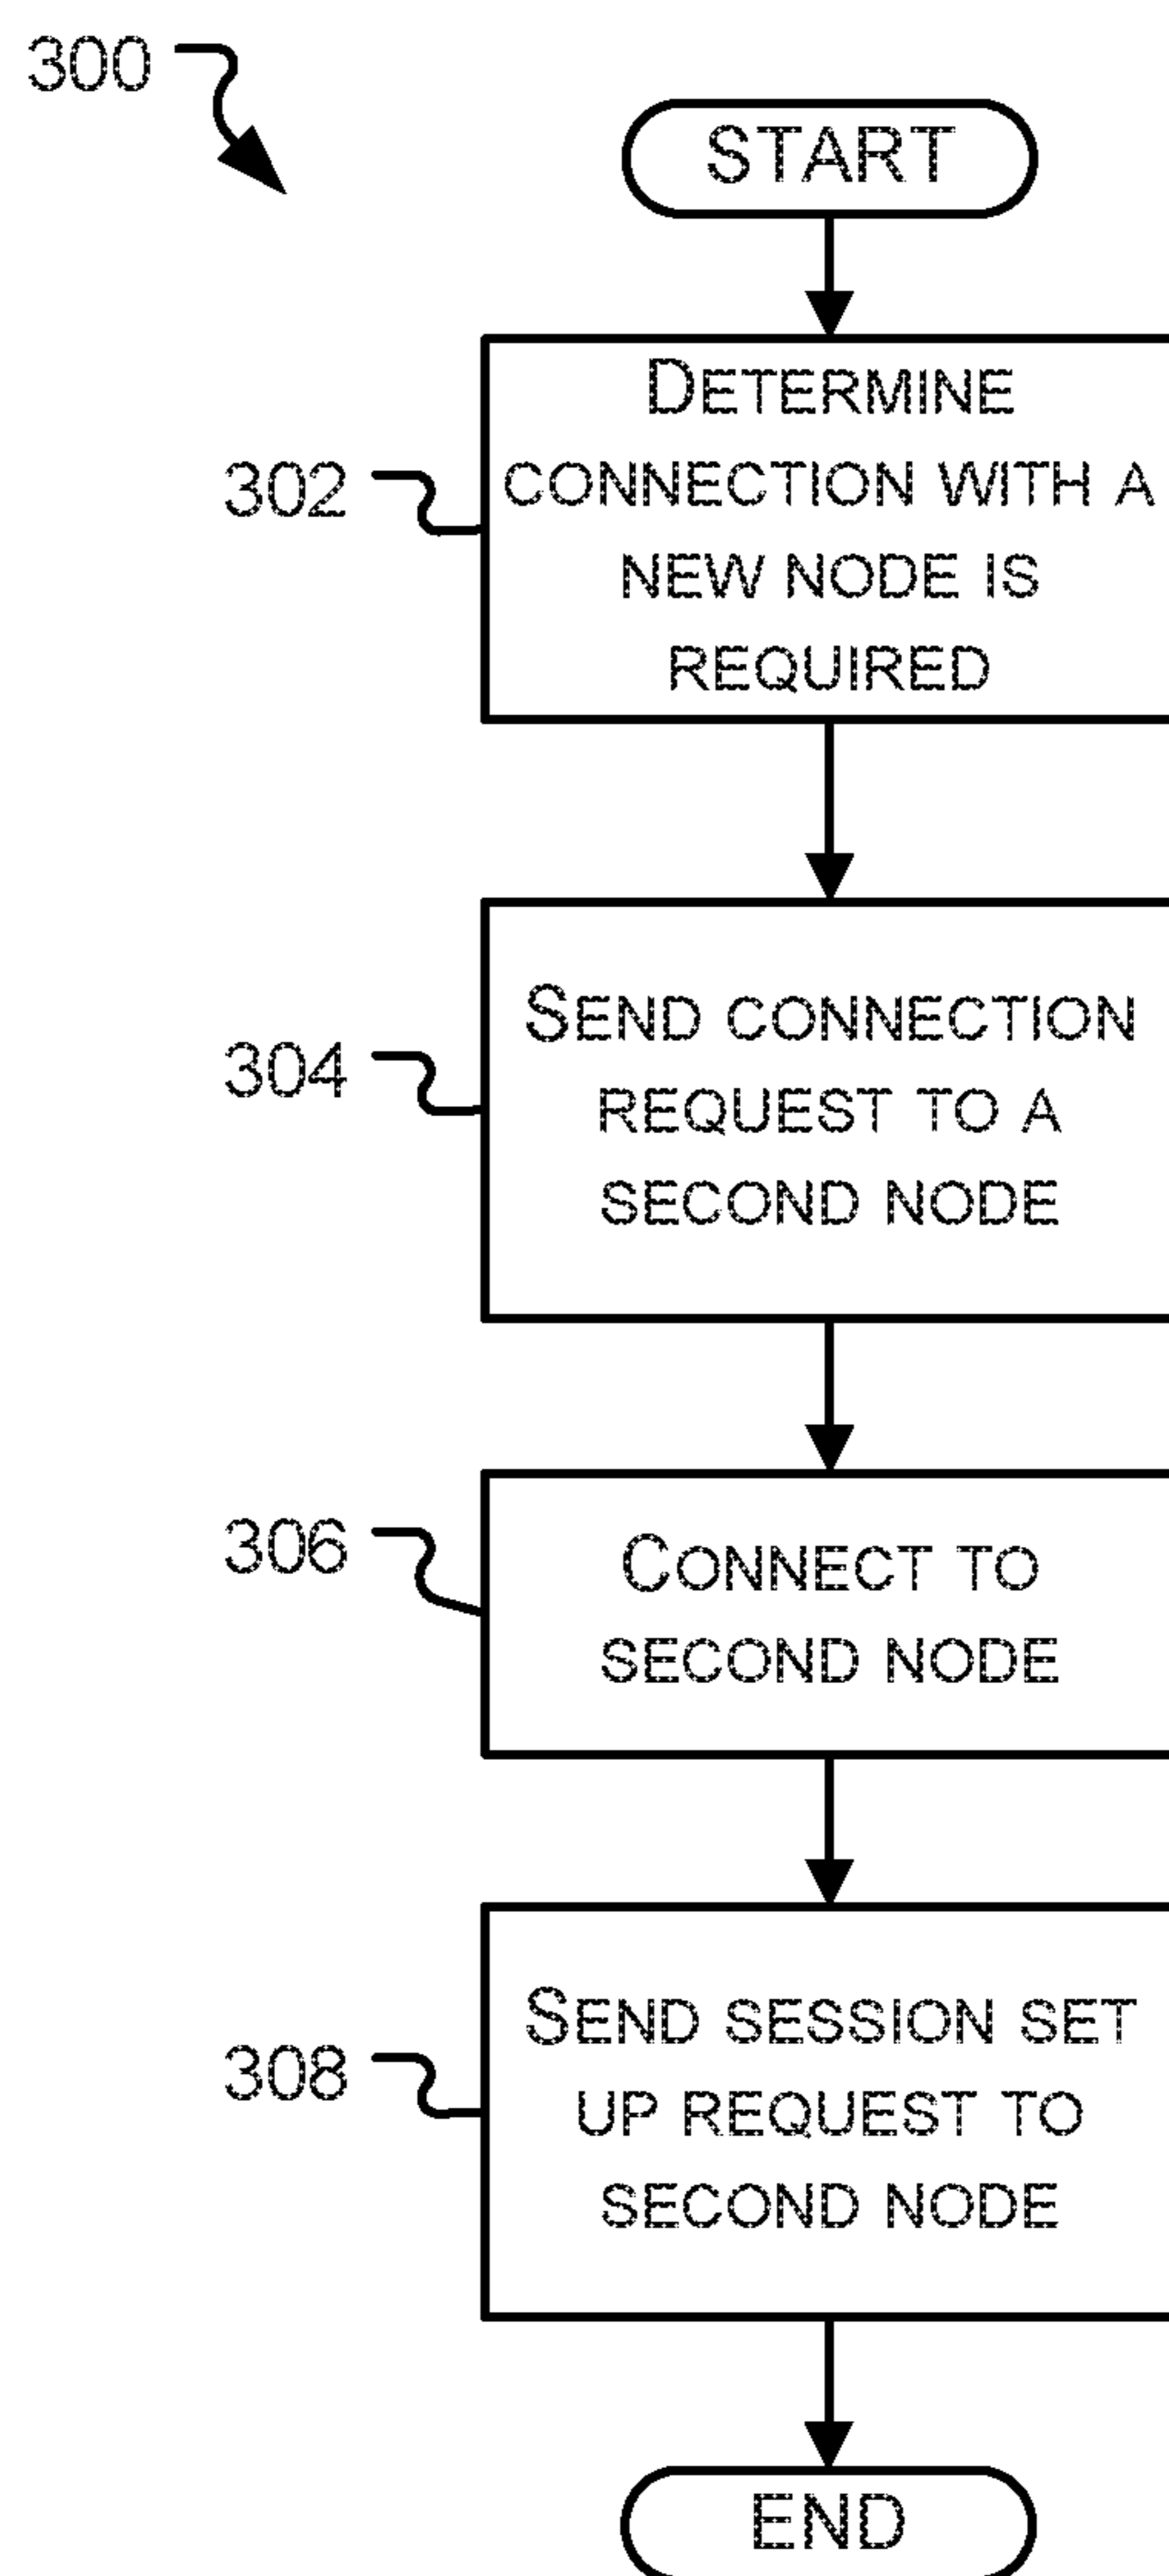 300
START
DETERMINE
CONNECTION WITH A
302
NEW NODE IS
REQUIRED
SEND CONNECTION
304
REQUEST TO A
SECOND NODE
306
CONNECT TO
SECOND NODE
SEND SESSION SET
308
UP REQUEST TO
SECOND NODE
END